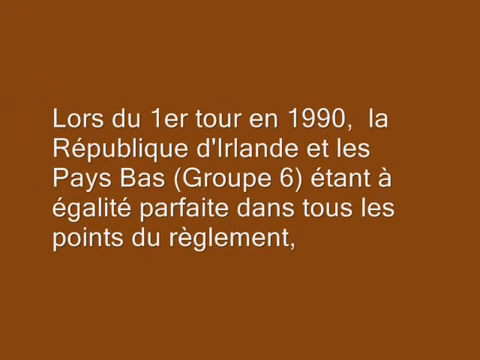 Lors du 1er tour en 1990,  la
République d'Irlande et les
Pays Bas (Groupe 6) étant à
égalité parfaite dans tous les
points du règlement,